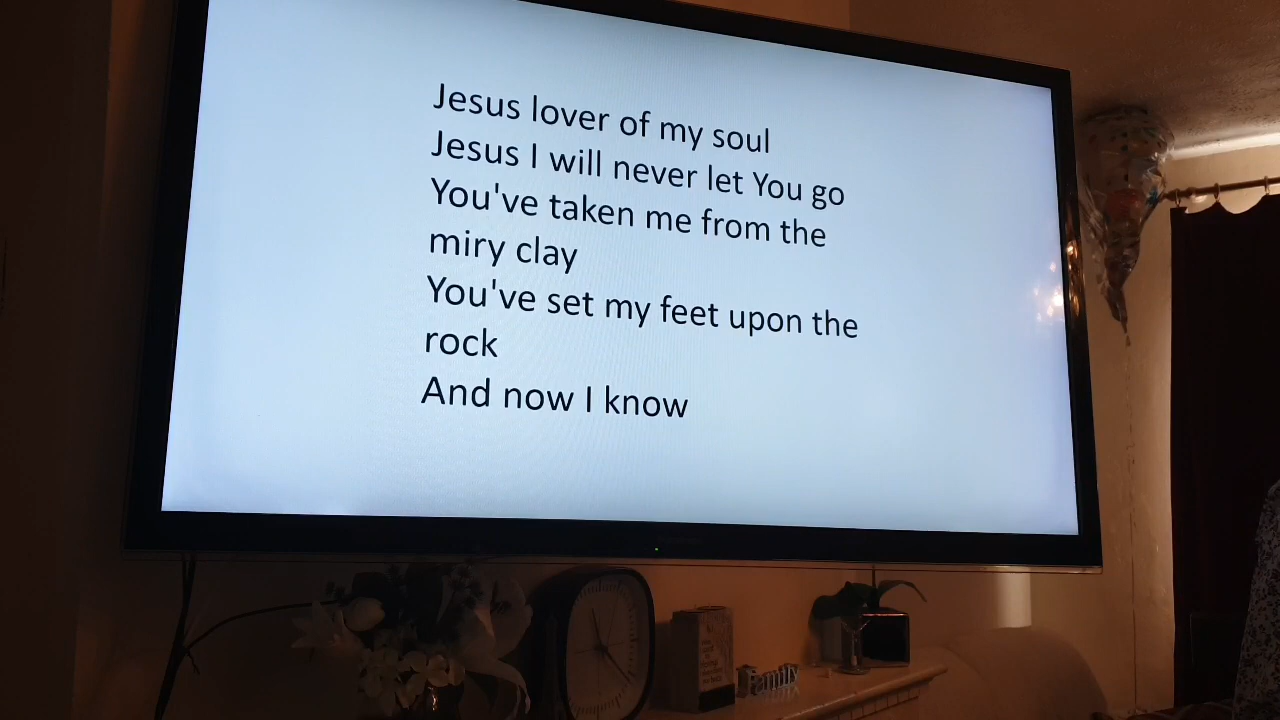 Jesus lover of my soul
Jesus I will never let You go
You've taken me from the
miry clay
You've set my feet upon the
rock
And now I know
Family